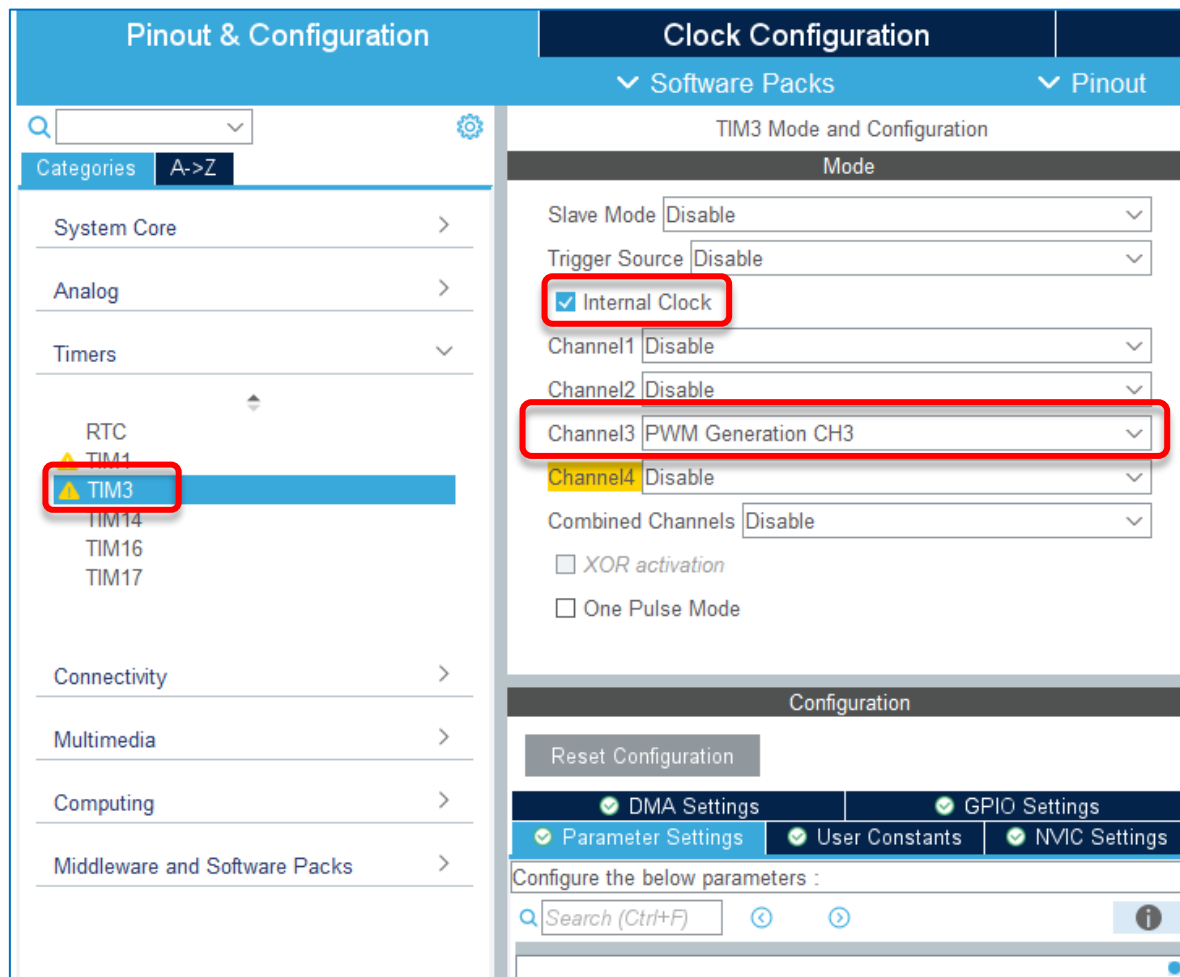 Pinout & Configuration
Clock Configuration
Software Packs
Pinout
Categories
A->Z
System Core
Analog
Timers
RTC
TIM1
TIM3
TIM14
TIM16
TIM17
Connectivity
Multimedia
Computing
Middleware and Software Packs
TIM3 Mode and Configuration
Mode
Slave Mode Disable
Trigger Source Disable
Internal Clock
Channel1 Disable
Channel2 Disable
Channel3 PWM Generation CH3
Channel4 Disable
Combined Channels Disable
XOR activation
One Pulse Mode
Configuration
Reset Configuration
DMA Settings
GPIO Settings
Parameter Settings
User Constants
NVIC Settings
Configure the below parameters :
Search (Ctrl+F)